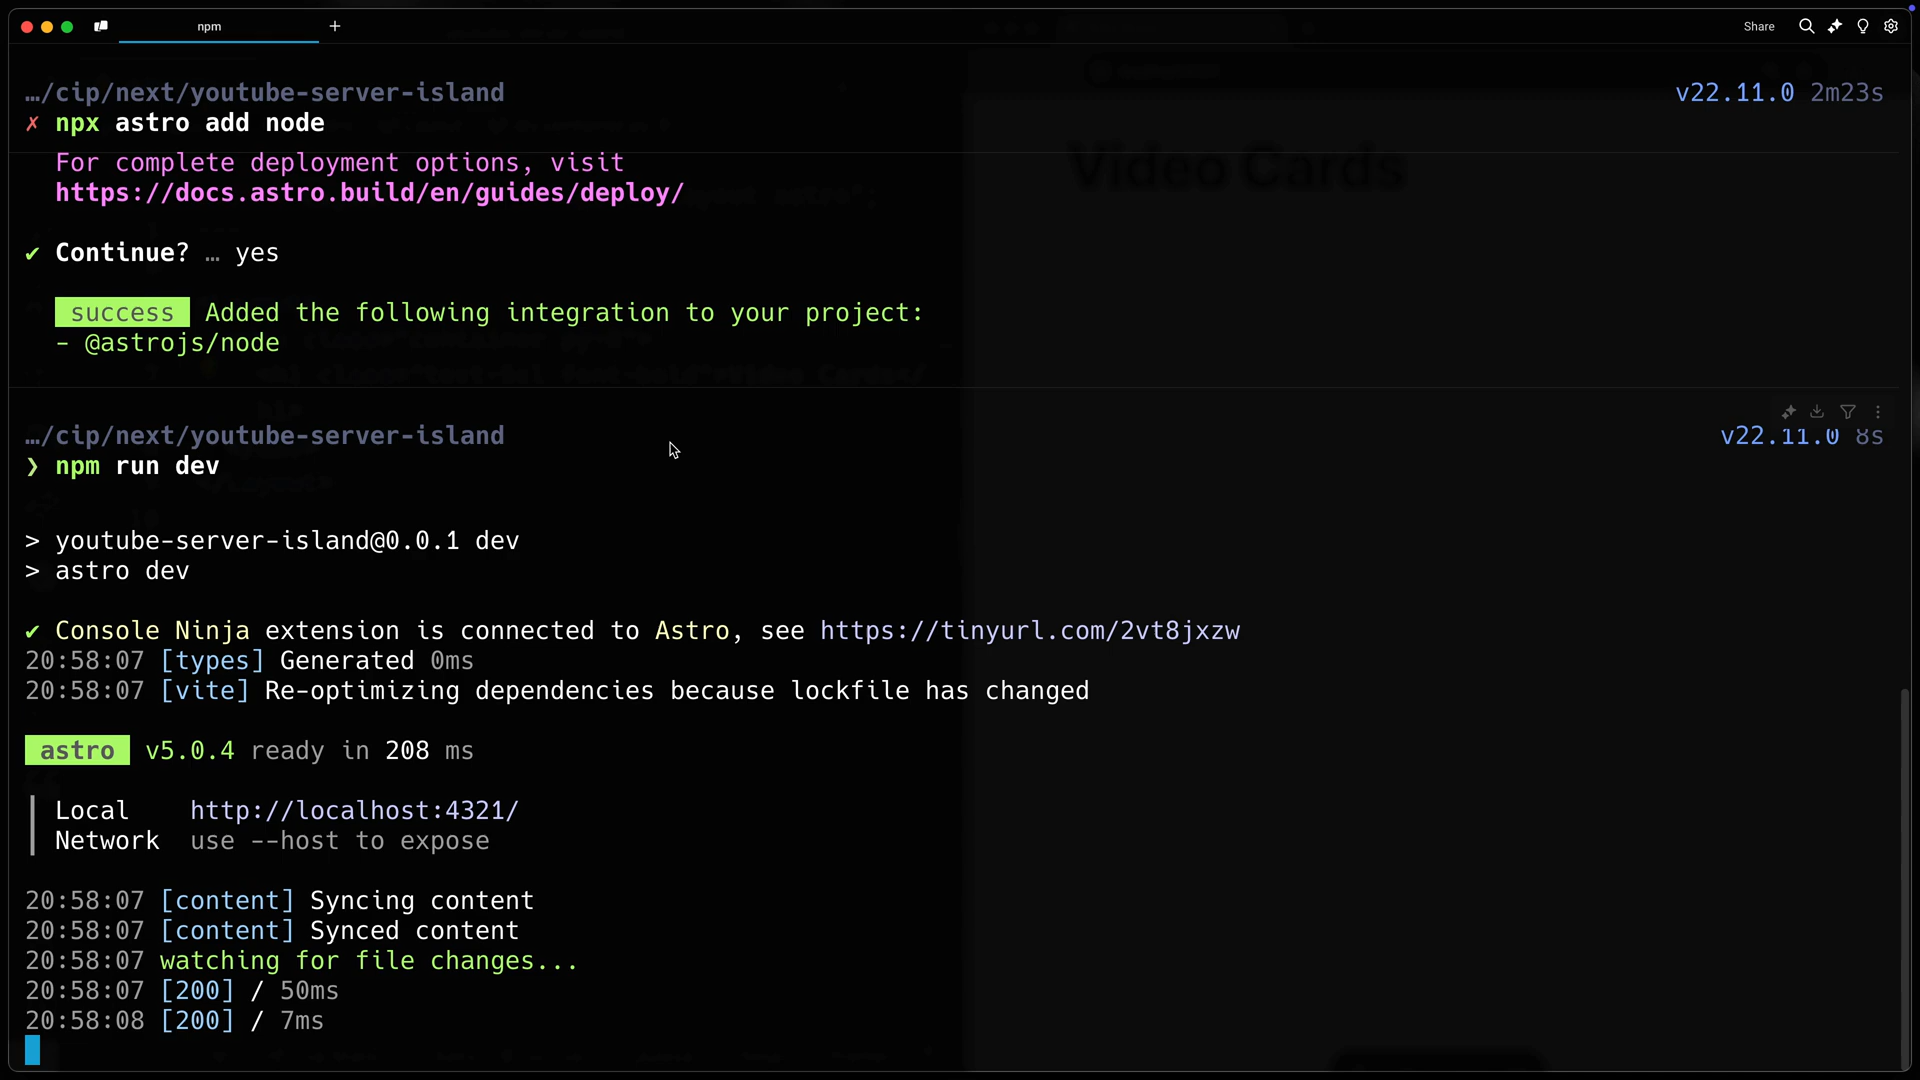 npm
+
Share
…/cip/next/youtube-server-island v22.11.0 2m23s
✗ npx astro add node
For complete deployment options, visit
https://docs.astro.build/en/guides/deploy/
Video Cards
✔ Continue? … yes
success Added the following integration to your project:
- @astrojs/node
…/cip/next/youtube-server-island v22.11.0 8s
❯ npm run dev
> youtube-server-island@0.0.1 dev
> astro dev
✔ Console Ninja extension is connected to Astro, see https://tinyurl.com/2vt8jxzw
20:58:07 [types] Generated 0ms
20:58:07 [vite] Re-optimizing dependencies because lockfile has changed
astro v5.0.4 ready in 208 ms
Local http://localhost:4321/
Network use --host to expose
20:58:07 [content] Syncing content
20:58:07 [content] Synced content
20:58:07 watching for file changes...
20:58:07 [200] / 50ms
20:58:08 [200] / 7ms